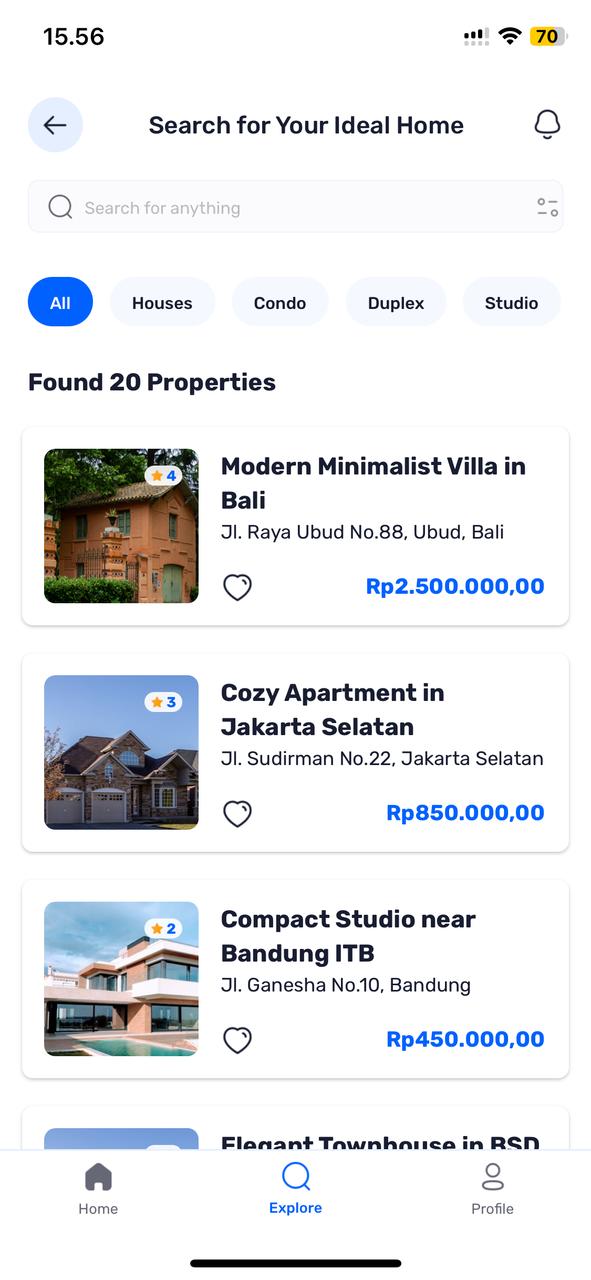 15.56
70
Search for Your Ideal Home
Search for anything
All
Houses
Condo
Duplex
Studio
Found 20 Properties
4
Modern Minimalist Villa in
Bali
Jl. Raya Ubud No.88, Ubud, Bali
Rp2.500.000,00
3
Cozy Apartment in
Jakarta Selatan
Jl. Sudirman No.22, Jakarta Selatan
Rp850.000,00
2
Compact Studio near
Bandung ITB
Jl. Ganesha No.10, Bandung
Rp450.000,00
Elegant Townhouse in BSD
Home
Explore
Profile